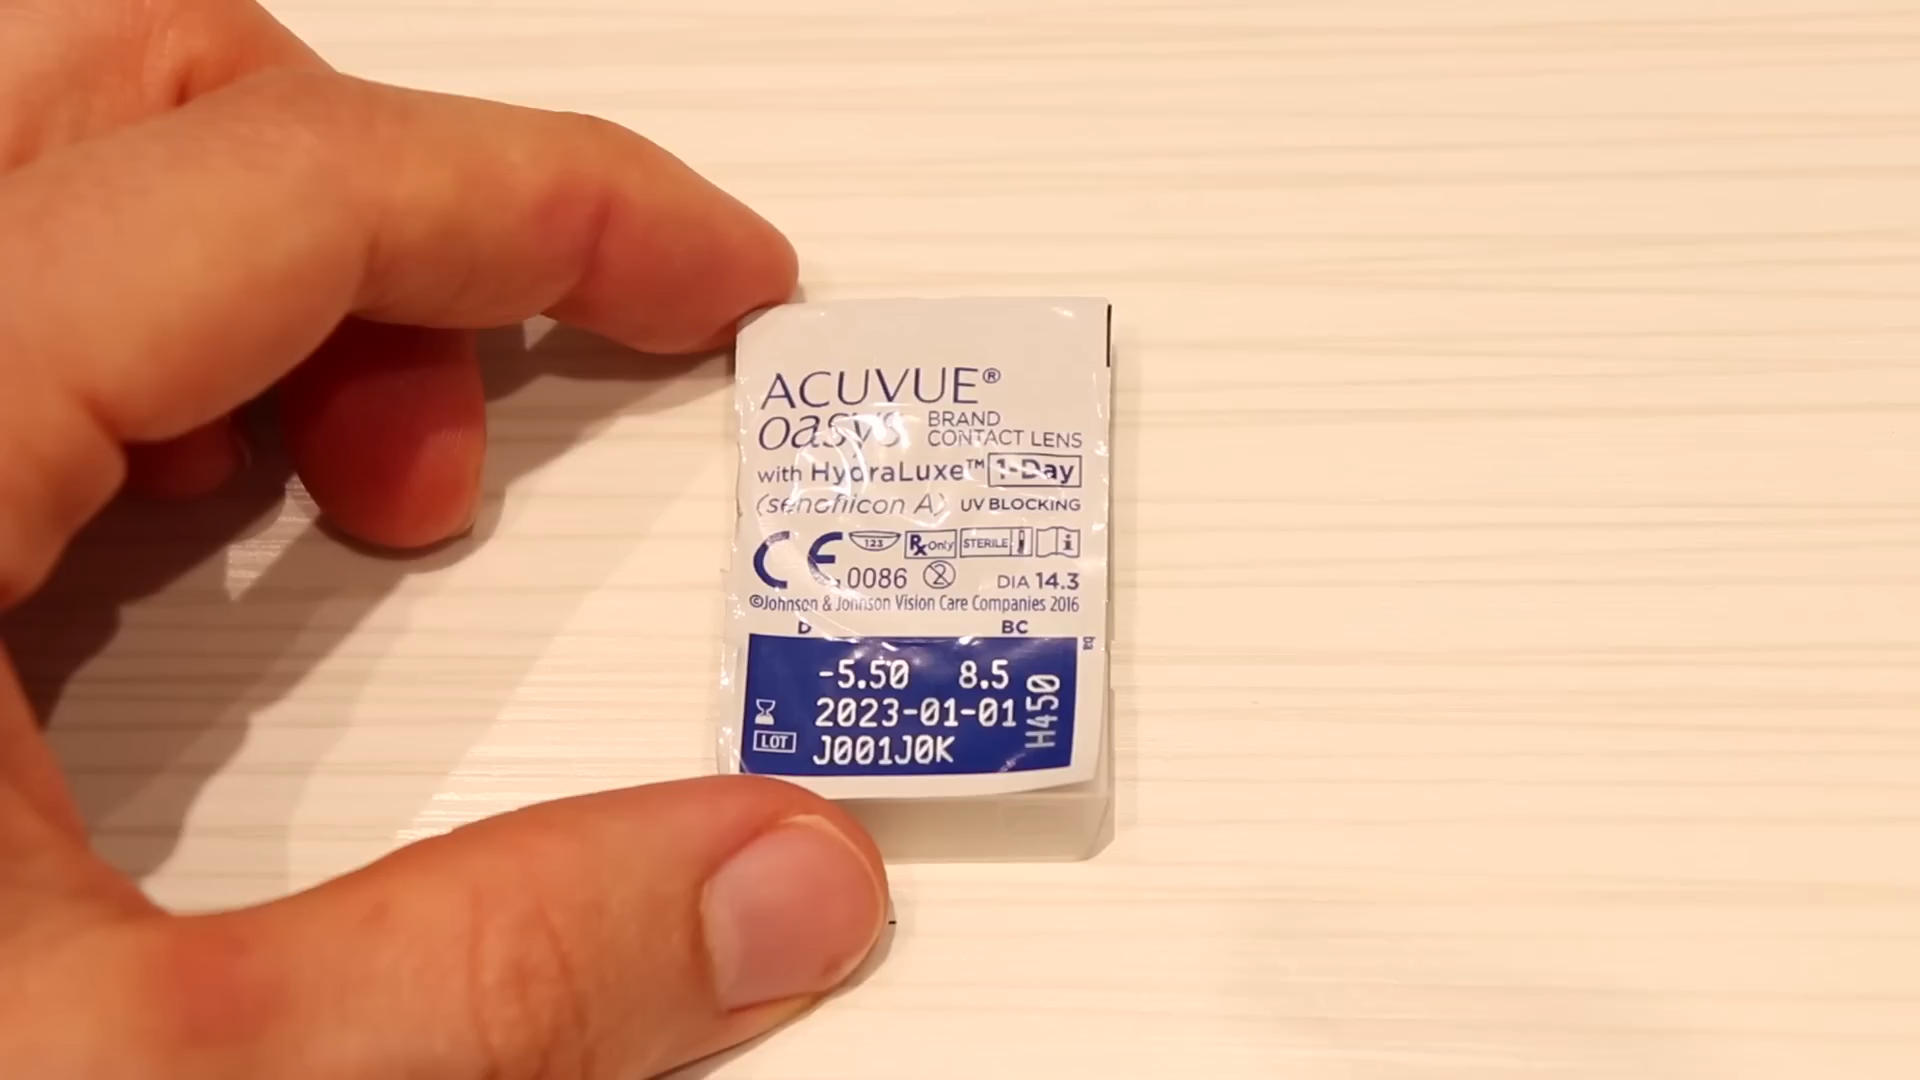 ACUVUE®
oasys BRAND
CONTACT LENS
with HydraLuxe™ 1-Day
(senofilcon A) UV BLOCKING
CE 123 Rx Only STERILE i
0086 2 DIA 14.3
©Johnson & Johnson Vision Care Companies 2016
D BC
-5.50 8.5
2023-01-01
LOT J001J0K
H450